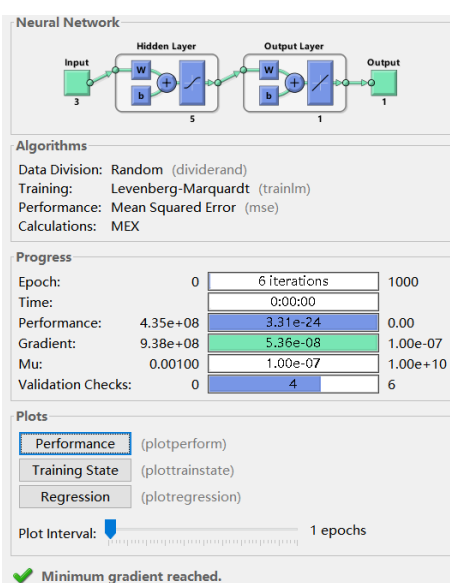 Neural Network
Hidden Layer Output Layer
Input Output
W W
b b
3 1
5 1
Algorithms
Data Division: Random (dividerand)
Training: Levenberg-Marquardt (trainlm)
Performance: Mean Squared Error (mse)
Calculations: MEX
Progress
Epoch: 0 6 iterations 1000
Time: 0:00:00
Performance: 4.35e+08 3.31e-24 0.00
Gradient: 9.38e+08 5.36e-08 1.00e-07
Mu: 0.00100 1.00e-07 1.00e+10
Validation Checks: 0 4 6
Plots
Performance (plotperform)
Training State (plottrainstate)
Regression (plotregression)
Plot Interval: 1 epochs
Minimum gradient reached.